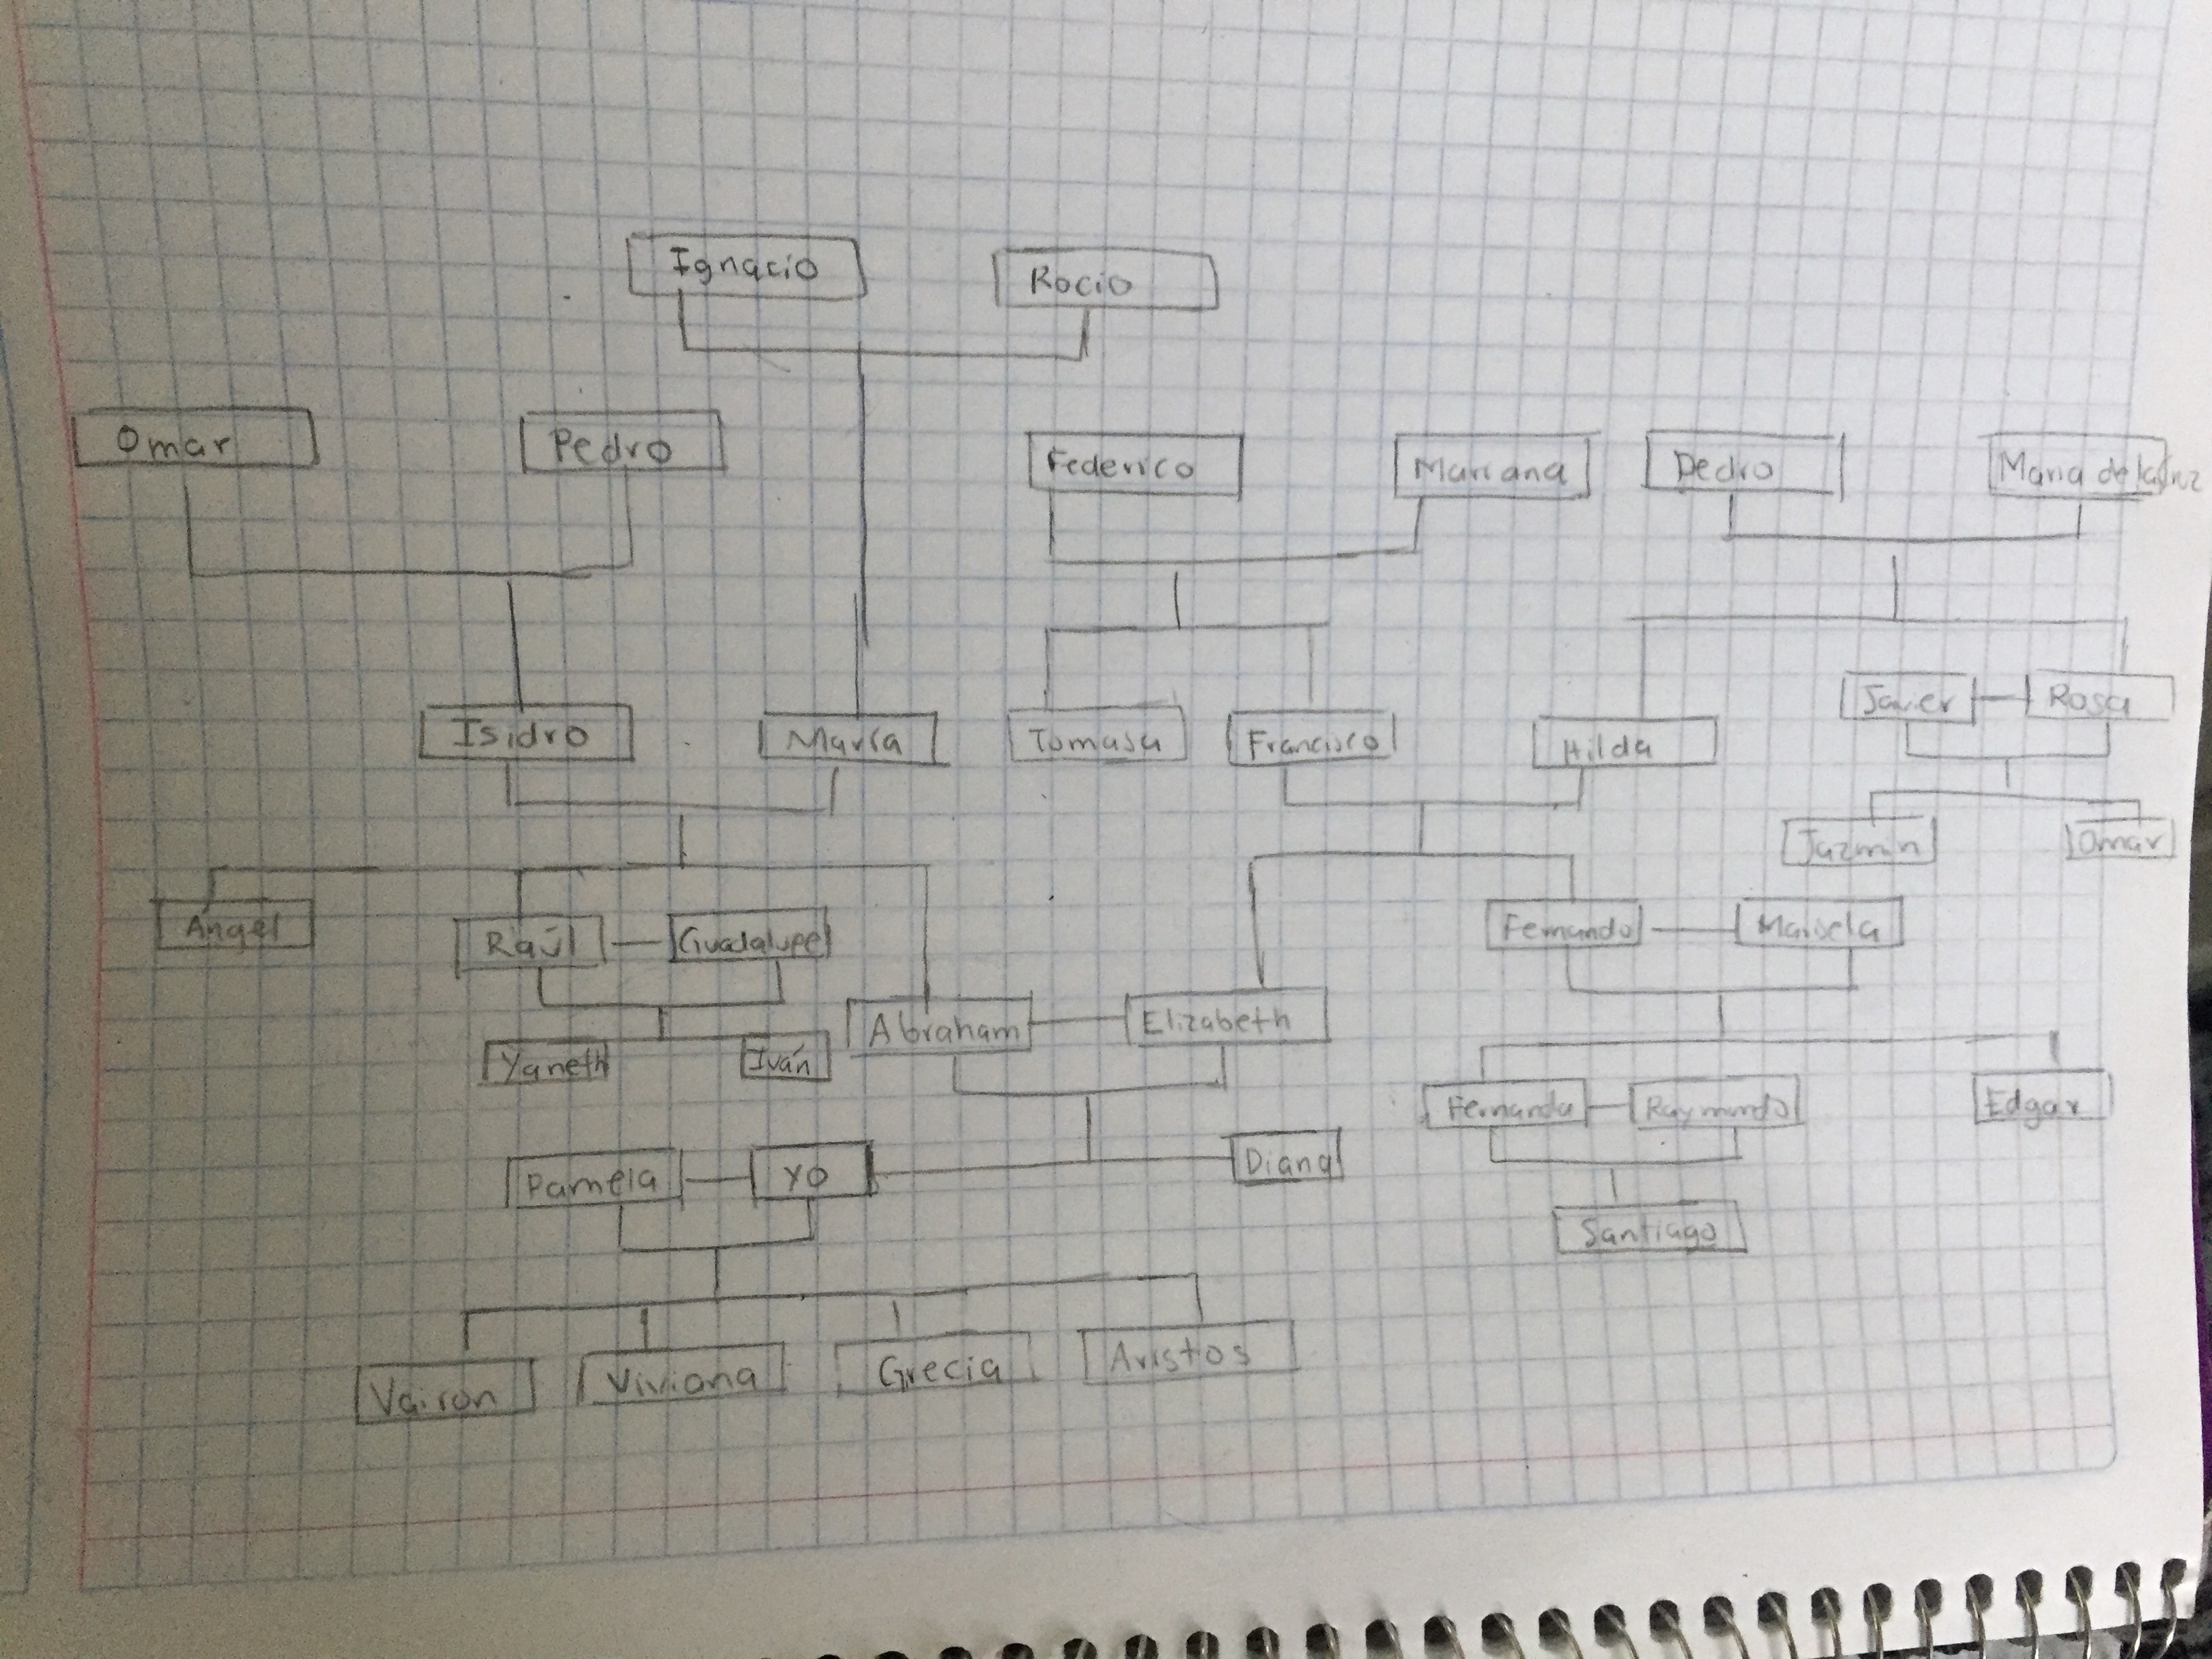 Ignacio Rocio
Omar Pedro Federico Mariana Pedro Maria de la Cruz
Javier Rosa
Isidro María Tomasa Francisco Hilda
Jazmin Omar
Angel Raúl Guadalupe Fernando Maisela
Abraham Elizabeth
Yaneth Iván
Fernanda Raymundo Edgar
Pamela Yo Diana
Santiago
Vairon Viviana Grecia Aristos